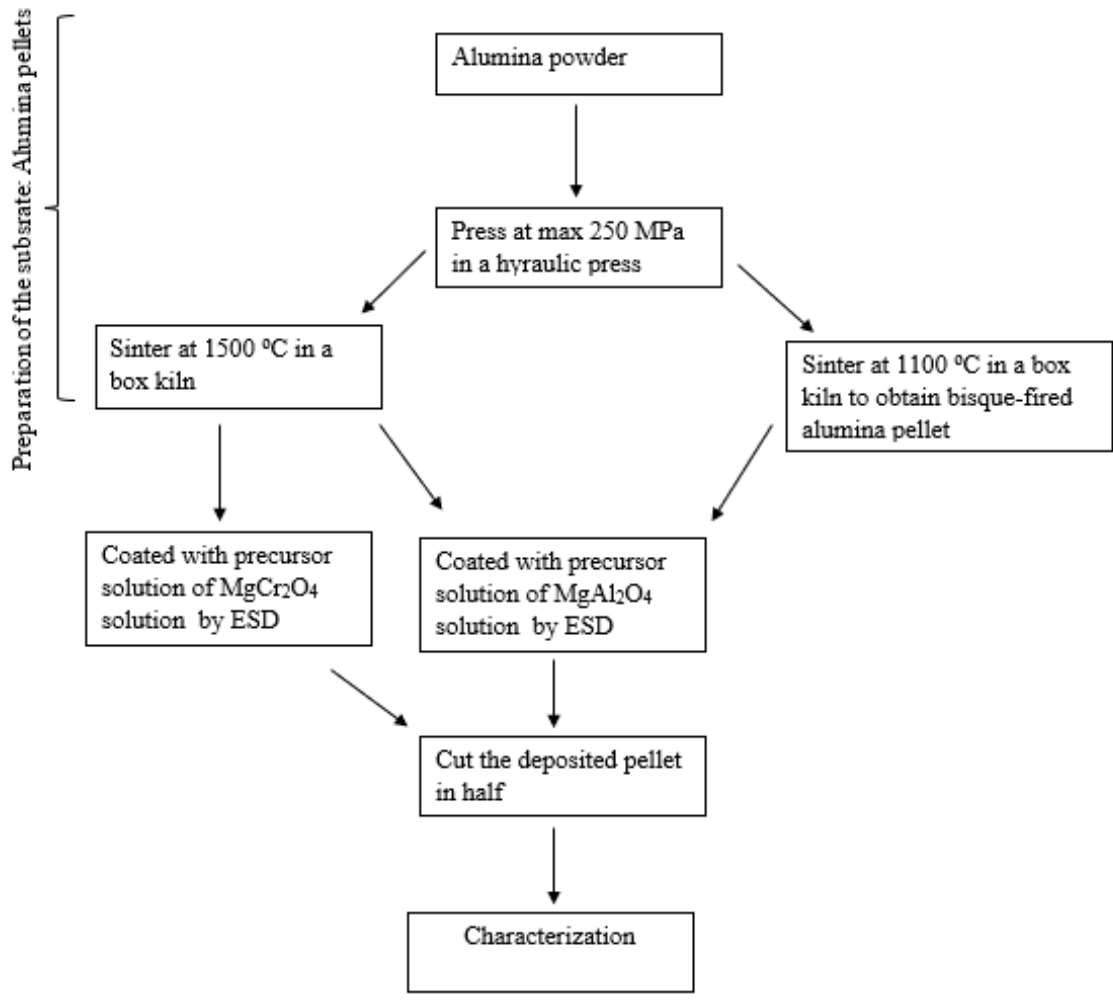 Preparation of the subsrate: Alumina pellets
Alumina powder
Press at max 250 MPa
in a hyraulic press
Sinter at 1500 ⁰C in a
box kiln
Sinter at 1100 ⁰C in a box
kiln to obtain bisque-fired
alumina pellet
Coated with precursor
solution of MgCr₂O₄
solution by ESD
Coated with precursor
solution of MgAl₂O₄
solution by ESD
Cut the deposited pellet
in half
Characterization